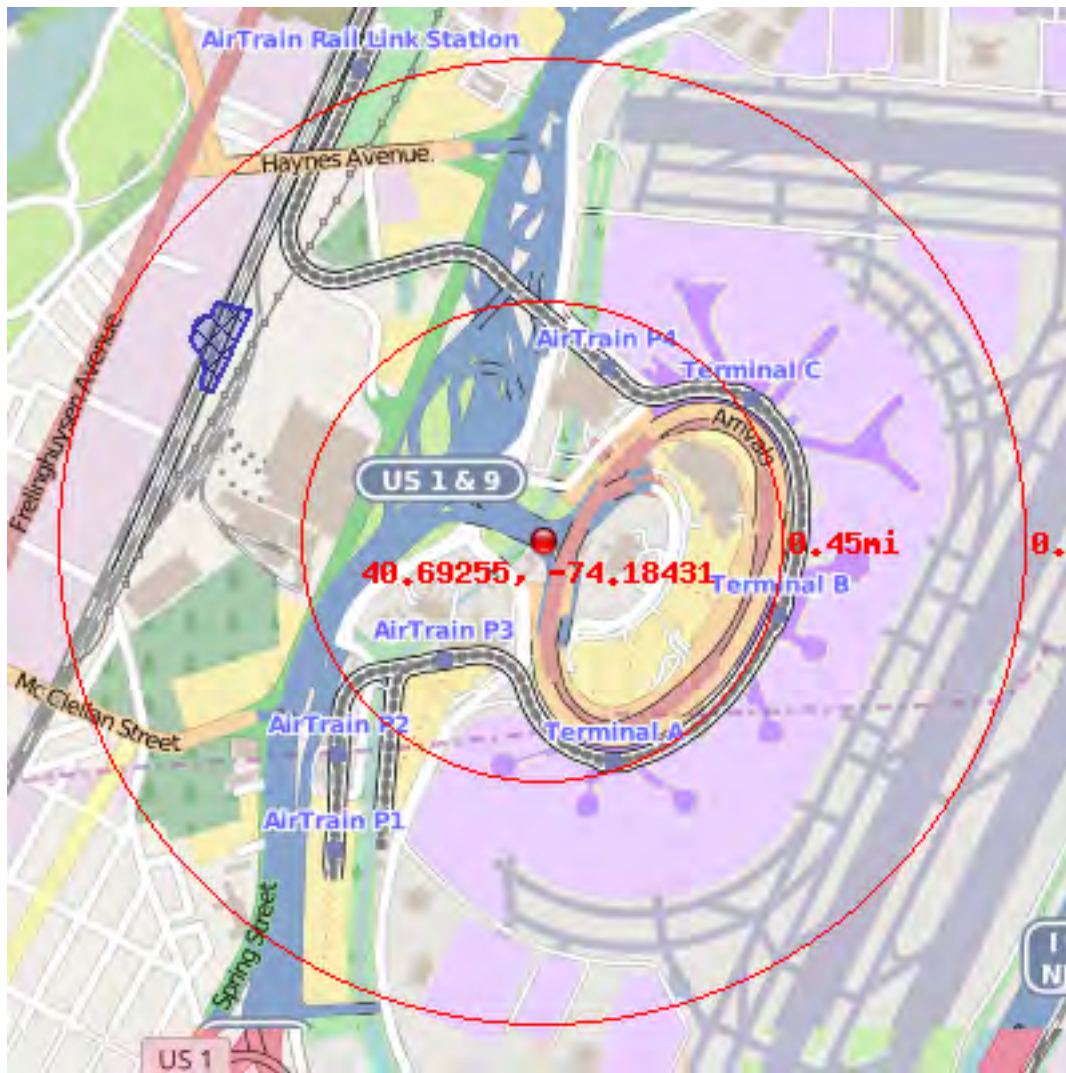 AirTrain Rail Link Station
Haynes Avenue
Frelinghuysen Avenue
AirTrain P4
Terminal C
Arrivals
US 1 & 9
0.45mi
0.
40.69255, -74.18431
Terminal B
AirTrain P3
Mc Clellan Street
AirTrain P2
Terminal A
AirTrain P1
Spring Street
I
US 1